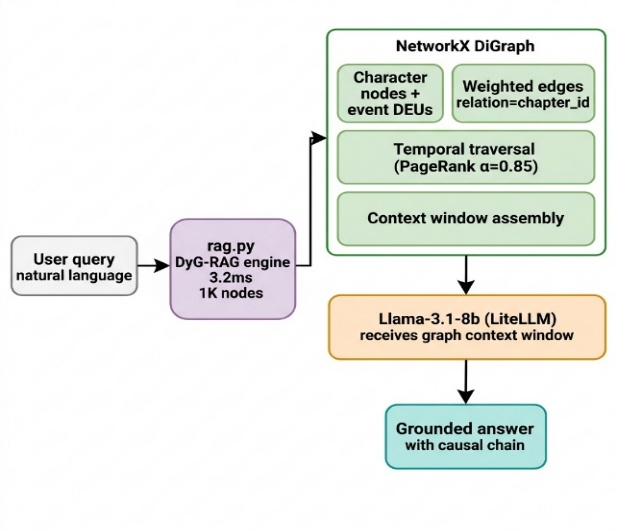 NetworkX DiGraph
Character
nodes +
event DEUs
Weighted edges
relation=chapter_id
Temporal traversal
(PageRank α=0.85)
Context window assembly
User query
natural language
rag.py
DyG-RAG engine
3.2ms
1K nodes
Llama-3.1-8b (LiteLLM)
receives graph context window
Grounded answer
with causal chain